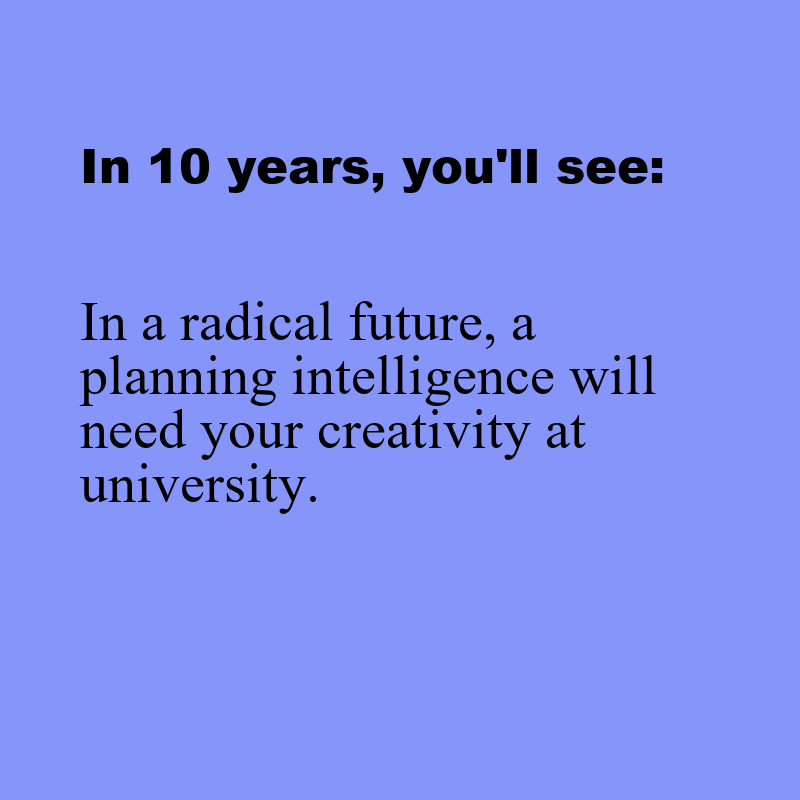 In 10 years, you'll see:
In a radical future, a
planning intelligence will
need your creativity at
university.